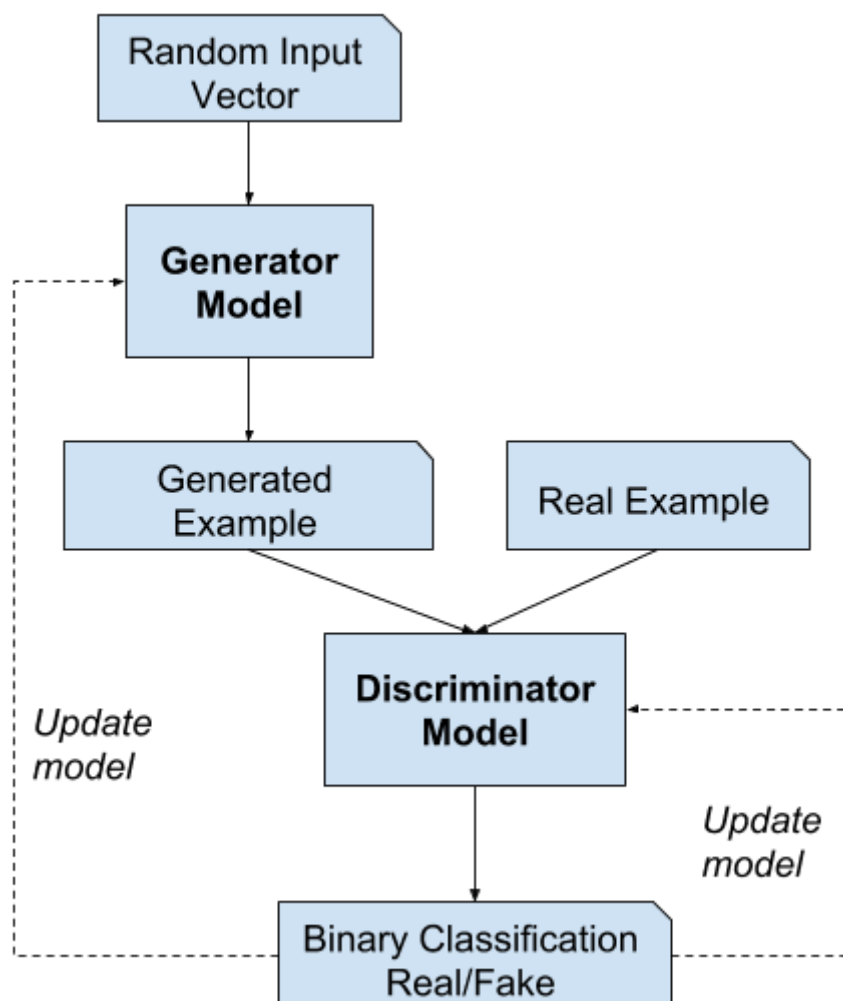 Random Input
Vector
Generator
Model
Generated
Example
Real Example
Discriminator
Model
Update
model
Update
model
Binary Classification
Real/Fake